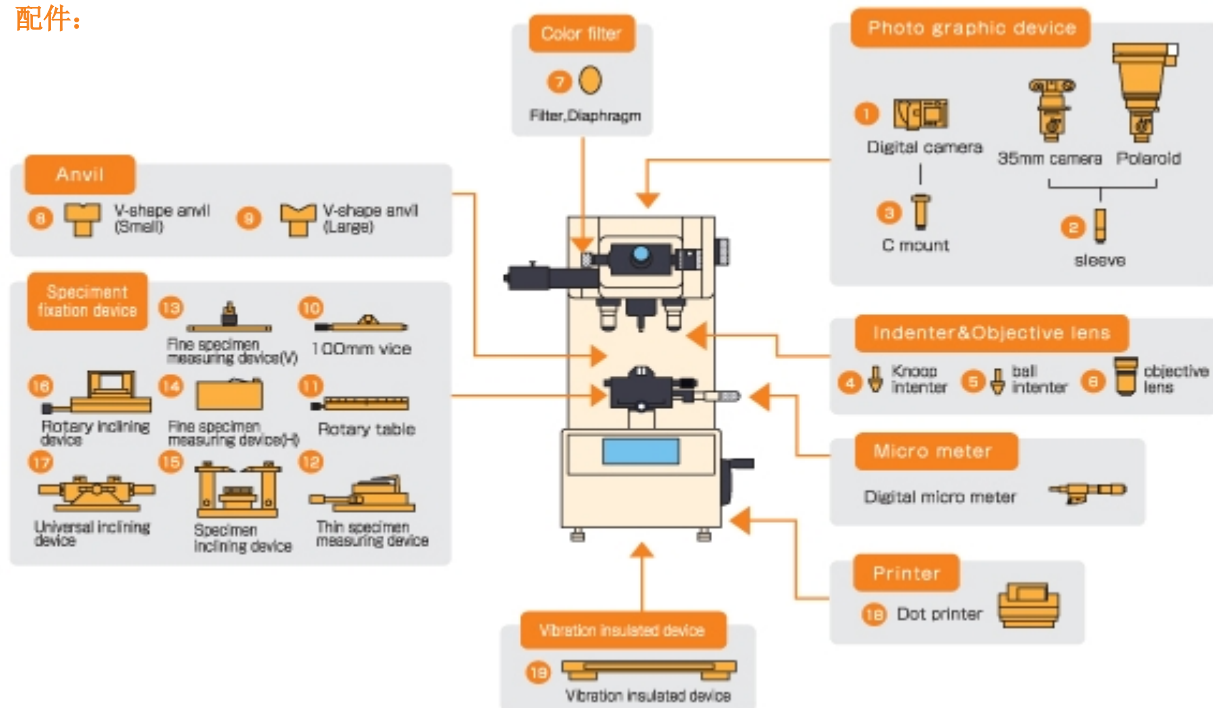 配件：
Color filter
7
Filter,Diaphragm
Photo graphic device
1
Digital camera
35mm camera
Polaroid
3
C mount
2
sleeve
Anvil
8
V-shape anvil
(Small)
9
V-shape anvil
(Large)
Speciment
fixation device
13
Fine specimen
measuring device(V)
10
100mm vice
16
Rotary inclining
device
14
Fine specimen
measuring device(H)
11
Rotary table
17
Universal inclining
device
15
Specimen
inclining device
12
Thin specimen
measuring device
Indenter&Objective lens
4
Knoop
intenter
5
ball
intenter
6
objective
lens
Micro meter
Digital micro meter
Printer
18
Dot printer
Vibration insulated device
19
Vibration insulated device